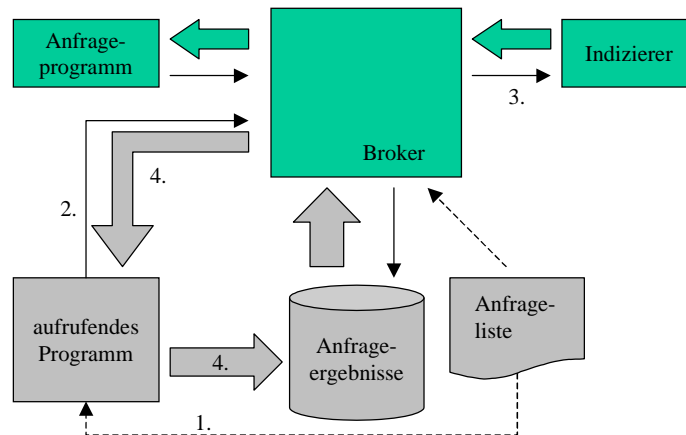 Anfrage-
programm
Indizierer
3.
Broker
4.
2.
aufrufendes
Programm
4.
Anfrage-
ergebnisse
Anfrage-
liste
1.